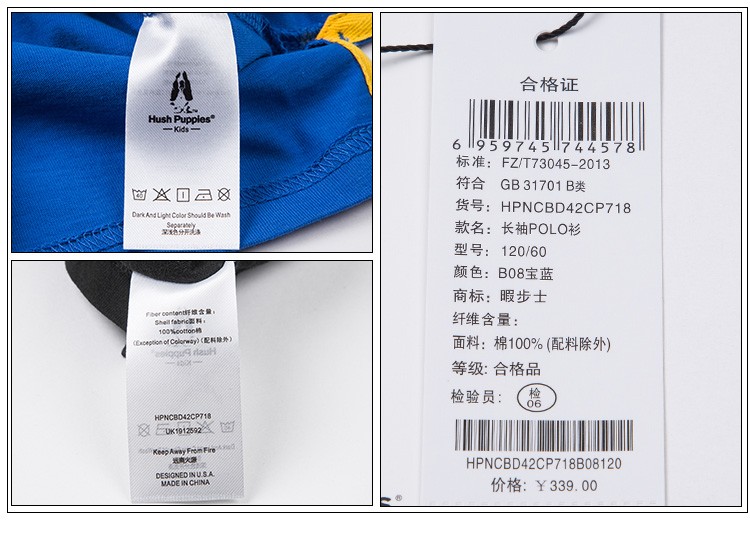 Hush Puppies®
Kids
40
Dark And Light Color Should Be Wash
Separately
深浅色分开洗涤
Fiber content纤维含量:
Shell fabric面料:
100%cotton棉
(Exception of Colorway) (配料除外)
HPNCBD42CP718
UK1912592
Keep Away From Fire
远离火源
DESIGNED IN U.S.A.
MADE IN CHINA
合格证
6 959745 744578
标准: FZ/T73045-2013
符合 GB 31701 B类
货号: HPNCBD42CP718
款名: 长袖POLO衫
型号: 120/60
颜色: B08宝蓝
商标: 暇步士
纤维含量:
面料: 棉100% (配料除外)
等级: 合格品
检验员: 检 06
HPNCBD42CP718B08120
价格: ¥339.00